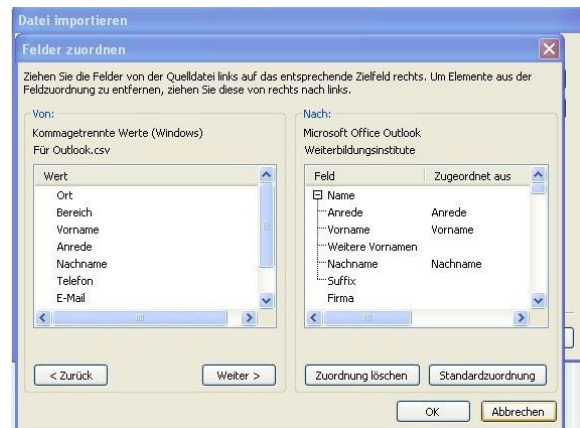 Datei importieren
Felder zuordnen
Ziehen Sie die Felder von der Quelldatei links auf das entsprechende Zielfeld rechts. Um Elemente aus der
Feldzuordnung zu entfernen, ziehen Sie diese von rechts nach links.
Von:
Kommagetrennte Werte (Windows)
Für Outlook.csv
Wert
Ort
Bereich
Vorname
Anrede
Nachname
Telefon
E-Mail
< Zurück
Weiter >
Nach:
Microsoft Office Outlook
Weiterbildungsinstitute
Feld Zugeordnet aus
Name
Anrede Anrede
Vorname Vorname
Weitere Vornamen
Nachname Nachname
Suffix
Firma
Zuordnung löschen
Standardzuordnung
OK
Abbrechen